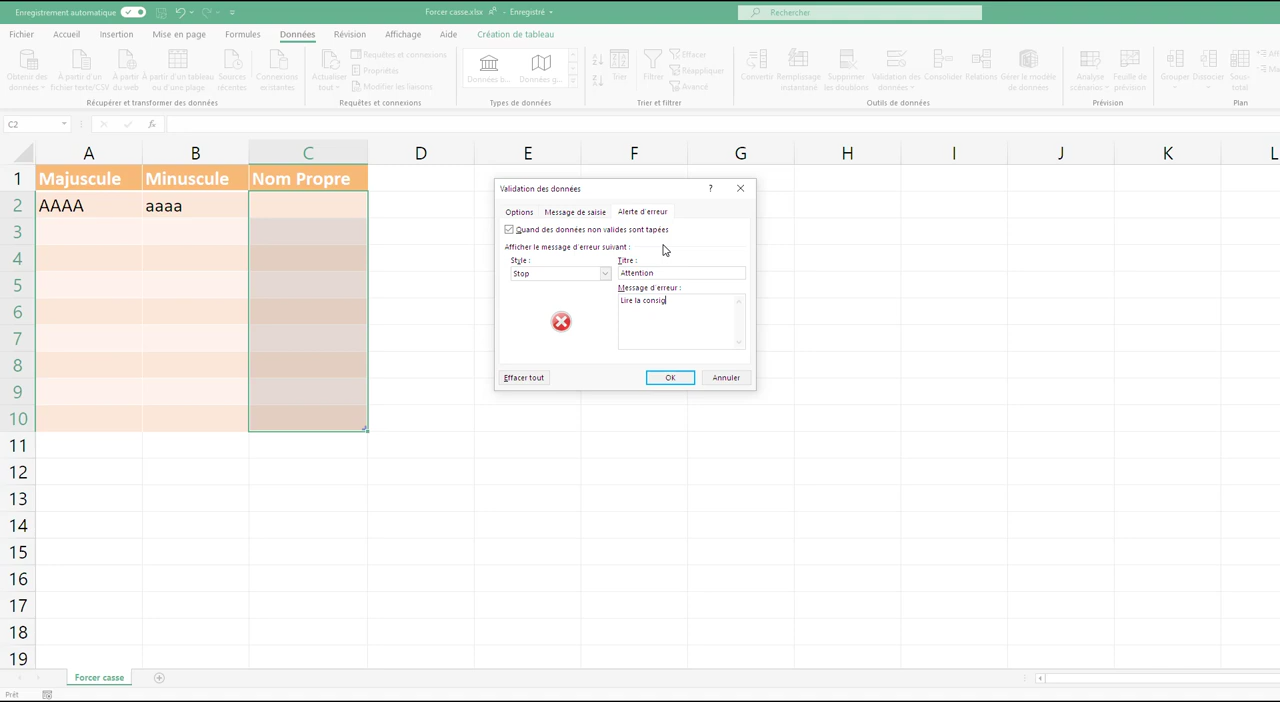 Enregistrement automatique
Forcer casse.xlsx
- Enregistré
Rechercher
Fichier Accueil Insertion Mise en page Formules Données Révision Affichage Aide Création de tableau
Obtenir des données
À partir d'un fichier texte/CSV
À partir du web
À partir d'un tableau ou d'une plage
Sources récentes
Connexions existantes
Récupérer et transformer des données
Actualiser tout
Requêtes et connexions
Propriétés
Modifier les liaisons
Requêtes et connexions
Données b...
Données g...
Types de données
Trier
Filtrer
Effacer
Réappliquer
Avancé
Trier et filtrer
Convertir
Remplissage instantané
Supprimer les doublons
Validation des données
Consolider
Relations
Gérer le modèle de données
Outils de données
Analyse scénarios
Feuille de prévision
Prévision
Grouper
Dissocier
Sous-total
Plan
C2
fx
A B C D E F G H I J K L
1 Majuscule Minuscule Nom Propre
2 AAAA aaaa
3
4
5
6
7
8
9
10
11
12
13
14
15
16
17
18
19
Validation des données
?
Options Message de saisie Alerte d'erreur
Quand des données non valides sont tapées
Afficher le message d'erreur suivant :
Style :
Titre :
Stop
Attention
Message d'erreur :
Lire la consig
Effacer tout
OK
Annuler
Forcer casse
Prêt